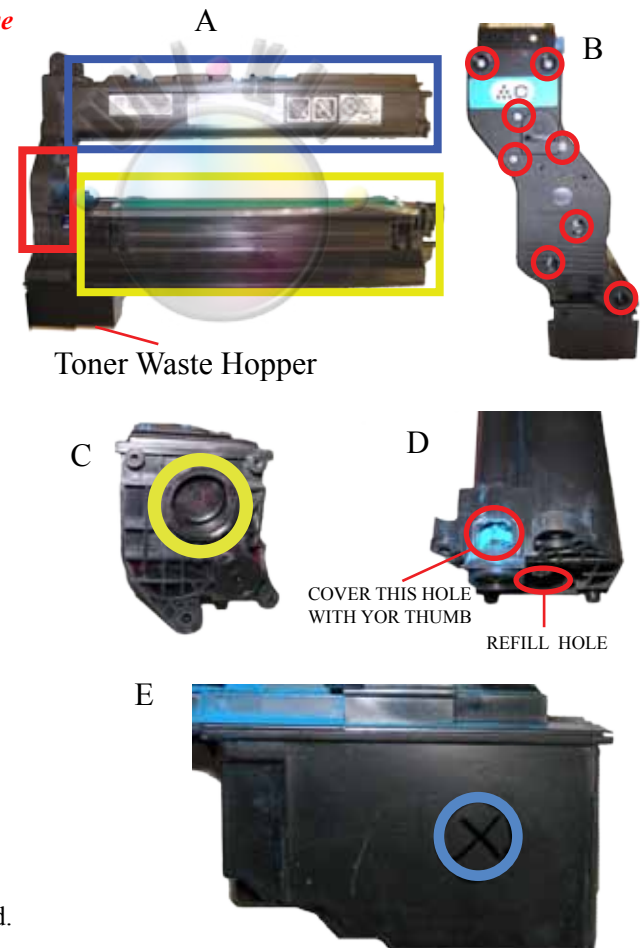 A
B
Toner Waste Hopper
C
D
COVER THIS HOLE
WITH YOR THUMB
REFILL HOLE
E
d.